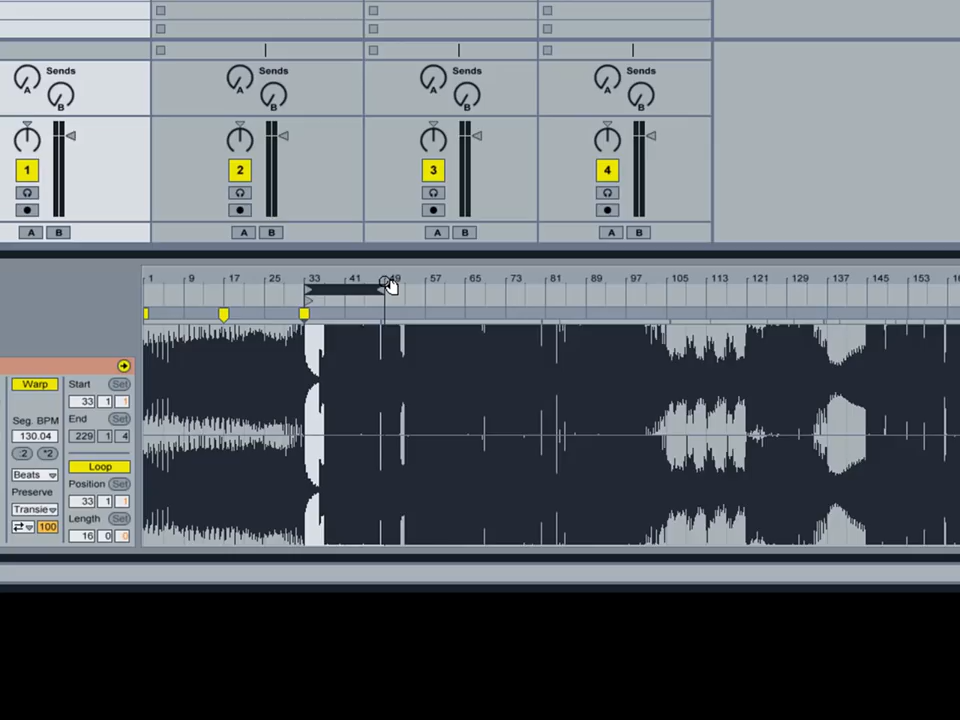 Sends Sends Sends Sends
A B A B A B A B
1 2 3 4
A B A B A B A B
1 9 17 25 33 41 49 57 65 73 81 89 97 105 113 121 129 137 145 153
Warp Start Set
33 1 1
Seg. BPM End Set
130.04 229 1 4
:2 *2
Loop
Beats Position Set
Preserve 33 1 1
Transie Length Set
100 16 0 0